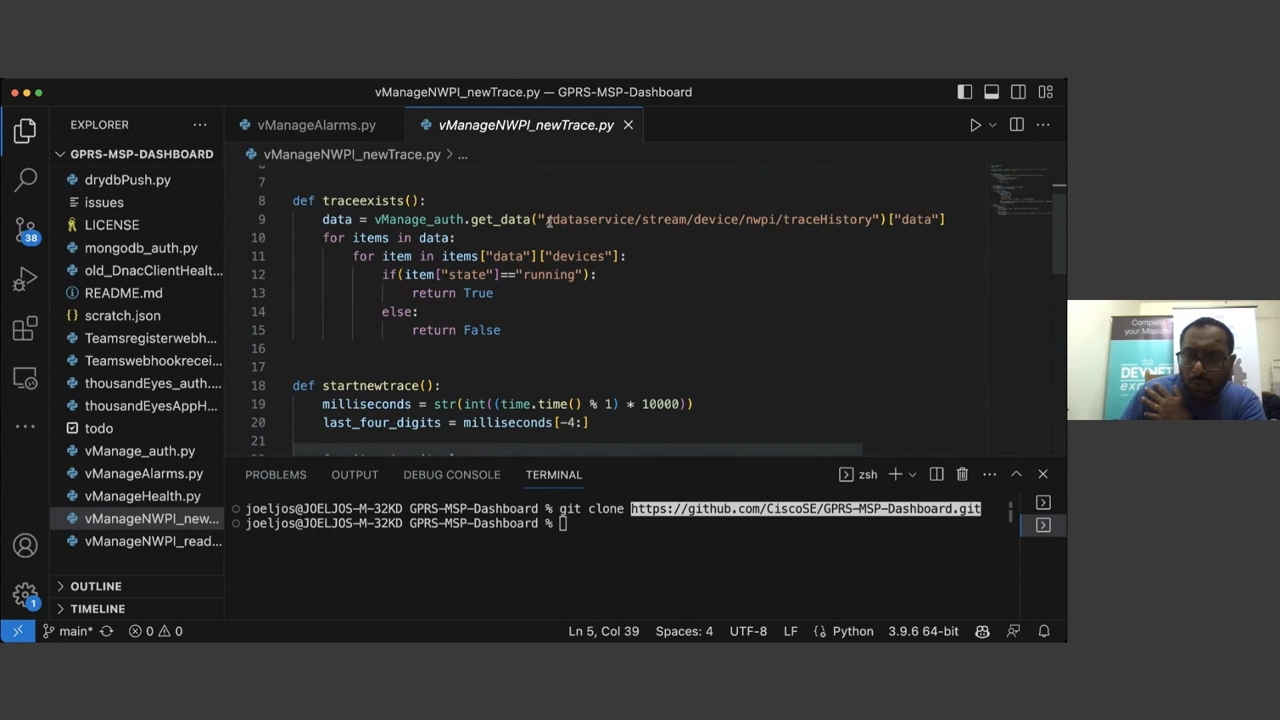 vManageNWPI_newTrace.py — GPRS-MSP-Dashboard
EXPLORER
GPRS-MSP-DASHBOARD
drydbPush.py
issues
LICENSE
mongodb_auth.py
old_DnacClientHealt...
README.md
scratch.json
Teamsregisterwebh...
Teamswebhookrecei...
thousandEyes_auth....
thousandEyesAppH...
todo
vManage_auth.py
vManageAlarms.py
vManageHealth.py
vManageNWPI_new...
vManageNWPI_read...
OUTLINE
TIMELINE
38
1
vManageAlarms.py
vManageNWPI_newTrace.py
vManageNWPI_newTrace.py > ...
7
8 def traceexists():
9 data = vManage_auth.get_data("/dataservice/stream/device/nwpi/traceHistory")["data"]
10 for items in data:
11 for item in items["data"]["devices"]:
12 if(item["state"]=="running"):
13 return True
14 else:
15 return False
16
17
18 def startnewtrace():
19 milliseconds = str(int((time.time() % 1) * 10000))
20 last_four_digits = milliseconds[-4:]
21
PROBLEMS OUTPUT DEBUG CONSOLE TERMINAL
zsh
joeljos@JOELJOS-M-32KD GPRS-MSP-Dashboard % git clone https://github.com/CiscoSE/GPRS-MSP-Dashboard.git
joeljos@JOELJOS-M-32KD GPRS-MSP-Dashboard %
main* 0 0 Ln 5, Col 39 Spaces: 4 UTF-8 LF Python 3.9.6 64-bit
Complete
your Mission
DEVNET